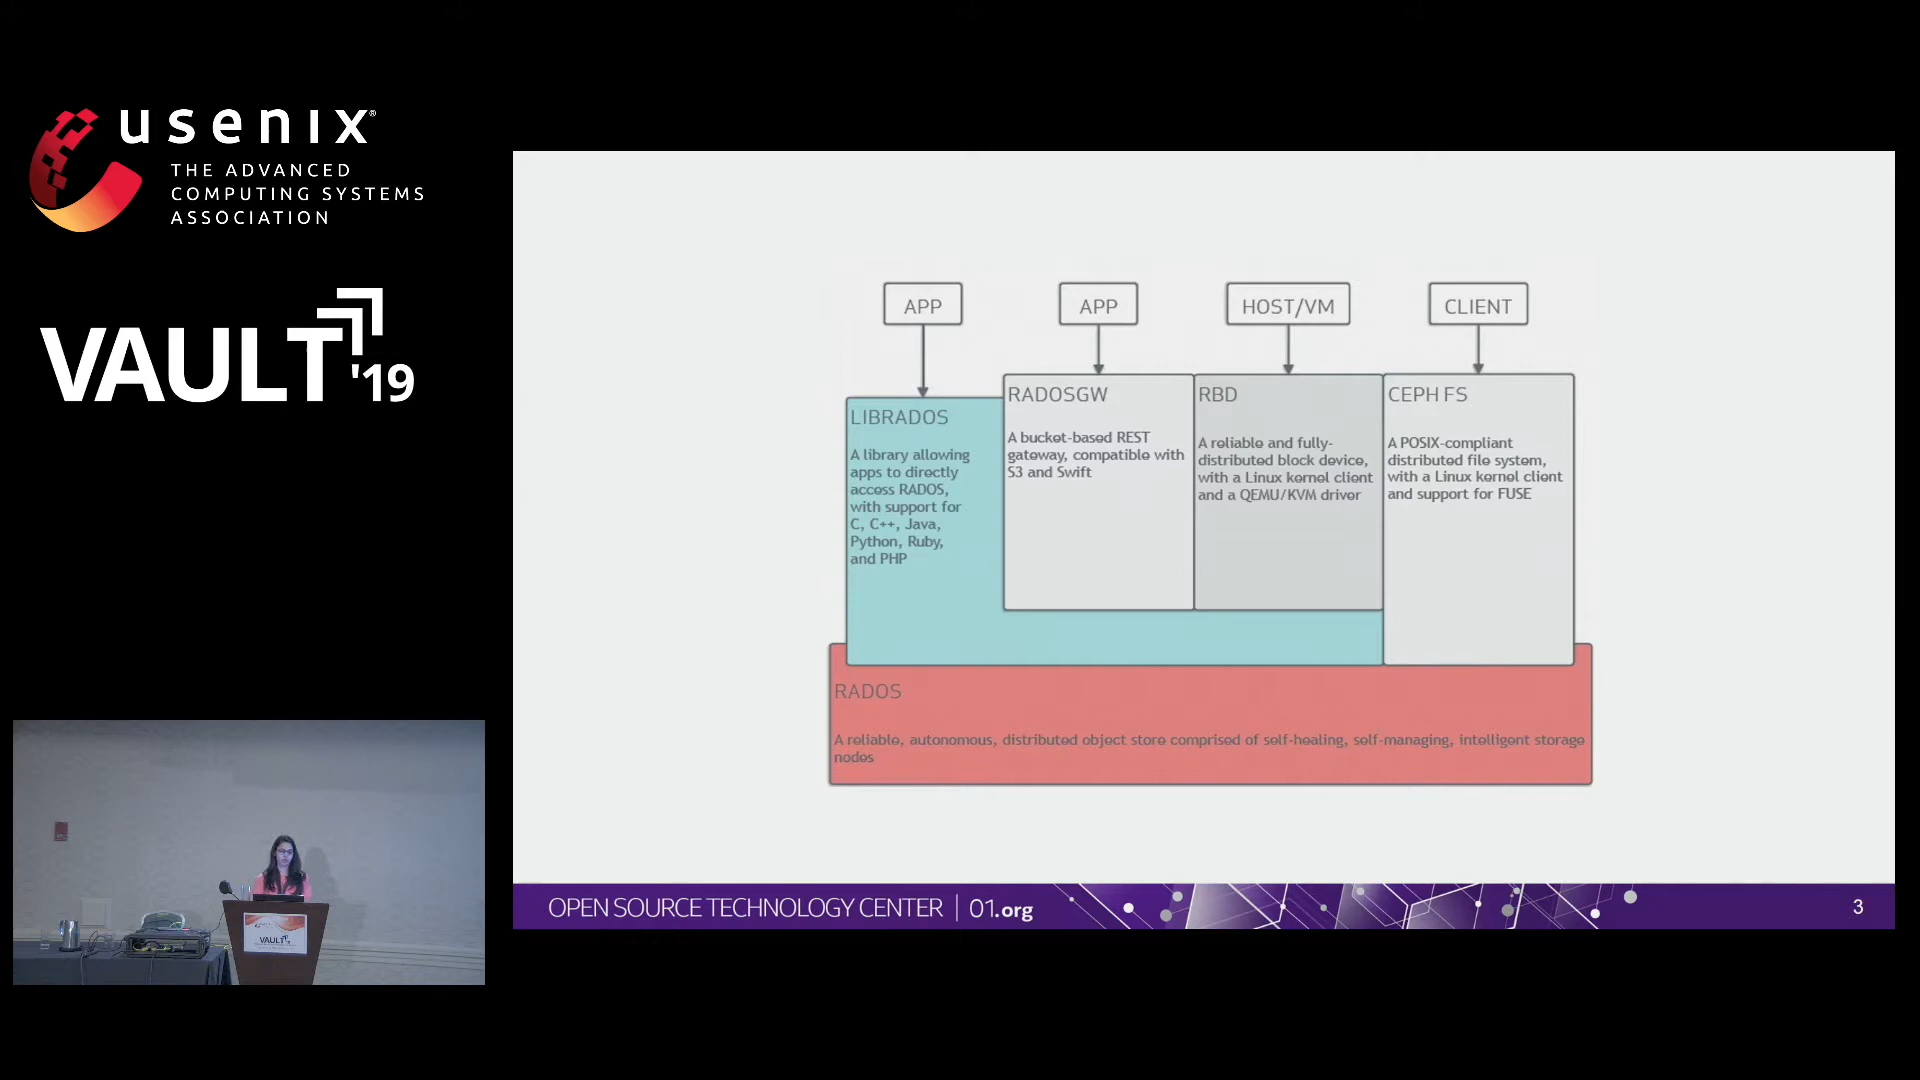 usenix®
THE ADVANCED
COMPUTING SYSTEMS
ASSOCIATION
VAULT '19
APP
APP
HOST/VM
CLIENT
LIBRADOS
A library allowing
apps to directly
access RADOS,
with support for
C, C++, Java,
Python, Ruby,
and PHP
RADOSGW
A bucket-based REST
gateway, compatible with
S3 and Swift
RBD
A reliable and fully-
distributed block device,
with a Linux kernel client
and a QEMU/KVM driver
CEPH FS
A POSIX-compliant
distributed file system,
with a Linux kernel client
and support for FUSE
RADOS
A reliable, autonomous, distributed object store comprised of self-healing, self-managing, intelligent storage
nodes
OPEN SOURCE TECHNOLOGY CENTER | 01.org
3
VAULT